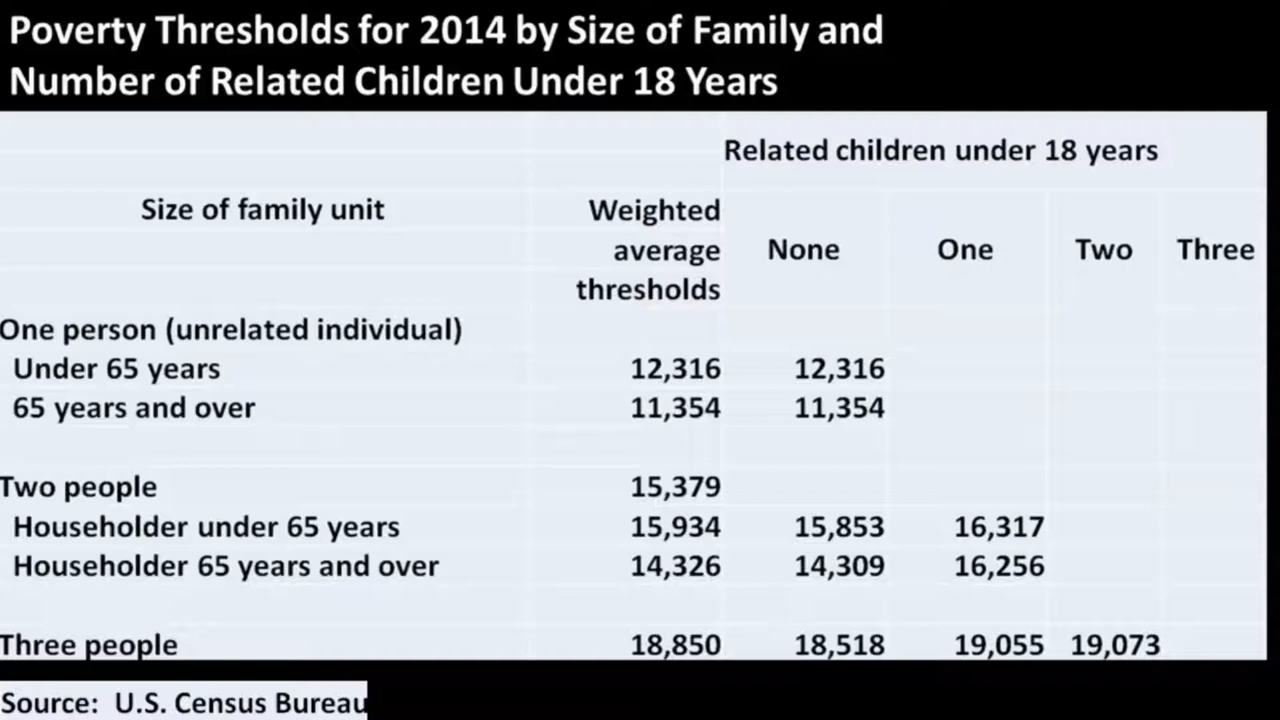 Poverty Thresholds for 2014 by Size of Family and
Number of Related Children Under 18 Years
Related children under 18 years
Size of family unit Weighted
average None One Two Three
thresholds
One person (unrelated individual)
Under 65 years 12,316 12,316
65 years and over 11,354 11,354
Two people 15,379
Householder under 65 years 15,934 15,853 16,317
Householder 65 years and over 14,326 14,309 16,256
Three people 18,850 18,518 19,055 19,073
Source: U.S. Census Bureau